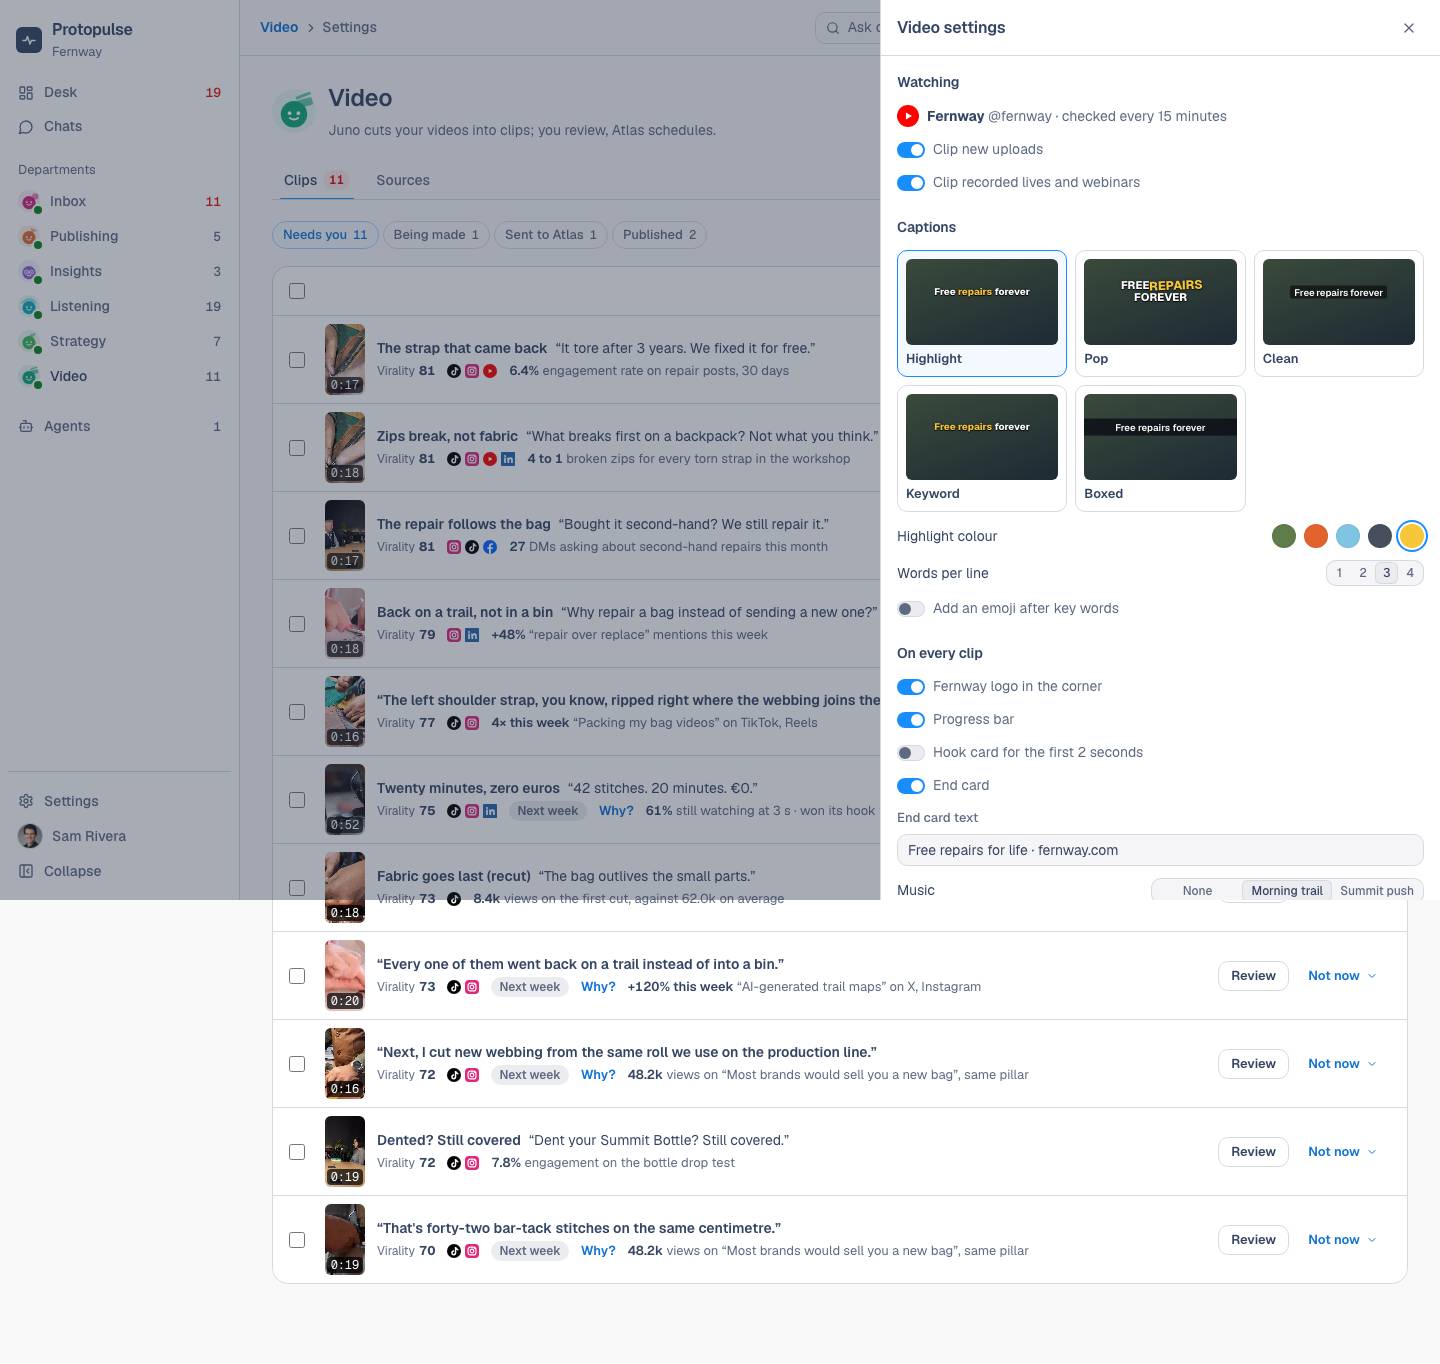 Protopulse
Fernway
Desk 19
Chats
Departments
Inbox 11
Publishing 5
Insights 3
Listening 19
Strategy 7
Video 11
Agents 1
Settings
Sam Rivera
Collapse
Video > Settings
Ask
Video
Juno cuts your videos into clips; you review, Atlas schedules.
Clips 11 Sources
Needs you 11 Being made 1 Sent to Atlas 1 Published 2
The strap that came back “It tore after 3 years. We fixed it for free.”
0:17 Virality 81 6.4% engagement rate on repair posts, 30 days
Zips break, not fabric “What breaks first on a backpack? Not what you think.”
0:18 Virality 81 4 to 1 broken zips for every torn strap in the workshop
The repair follows the bag “Bought it second-hand? We still repair it.”
0:17 Virality 81 27 DMs asking about second-hand repairs this month
Back on a trail, not in a bin “Why repair a bag instead of sending a new one?”
0:18 Virality 79 +48% “repair over replace” mentions this week
“The left shoulder strap, you know, ripped right where the webbing joins the
0:16 Virality 77 4× this week “Packing my bag videos” on TikTok, Reels
Twenty minutes, zero euros “42 stitches. 20 minutes. €0.”
0:52 Virality 75 Next week Why? 61% still watching at 3 s · won its hook
Fabric goes last (recut) “The bag outlives the small parts.”
0:18 Virality 73 8.4k views on the first cut, against 62.0k on average
“Every one of them went back on a trail instead of into a bin.”
0:20 Virality 73 Next week Why? +120% this week “AI-generated trail maps” on X, Instagram
Review Not now
“Next, I cut new webbing from the same roll we use on the production line.”
0:16 Virality 72 Next week Why? 48.2k views on “Most brands would sell you a new bag”, same pillar
Review Not now
Dented? Still covered “Dent your Summit Bottle? Still covered.”
0:19 Virality 72 7.8% engagement on the bottle drop test
Review Not now
“That's forty-two bar-tack stitches on the same centimetre.”
0:19 Virality 70 Next week Why? 48.2k views on “Most brands would sell you a new bag”, same pillar
Review Not now
Video settings
Watching
Fernway @fernway · checked every 15 minutes
Clip new uploads
Clip recorded lives and webinars
Captions
Free repairs forever
Highlight
FREE REPAIRS
FOREVER
Pop
Free repairs forever
Clean
Free repairs forever
Keyword
Free repairs forever
Boxed
Highlight colour
Words per line 1 2 3 4
Add an emoji after key words
On every clip
Fernway logo in the corner
Progress bar
Hook card for the first 2 seconds
End card
End card text
Free repairs for life · fernway.com
Music None Morning trail Summit push